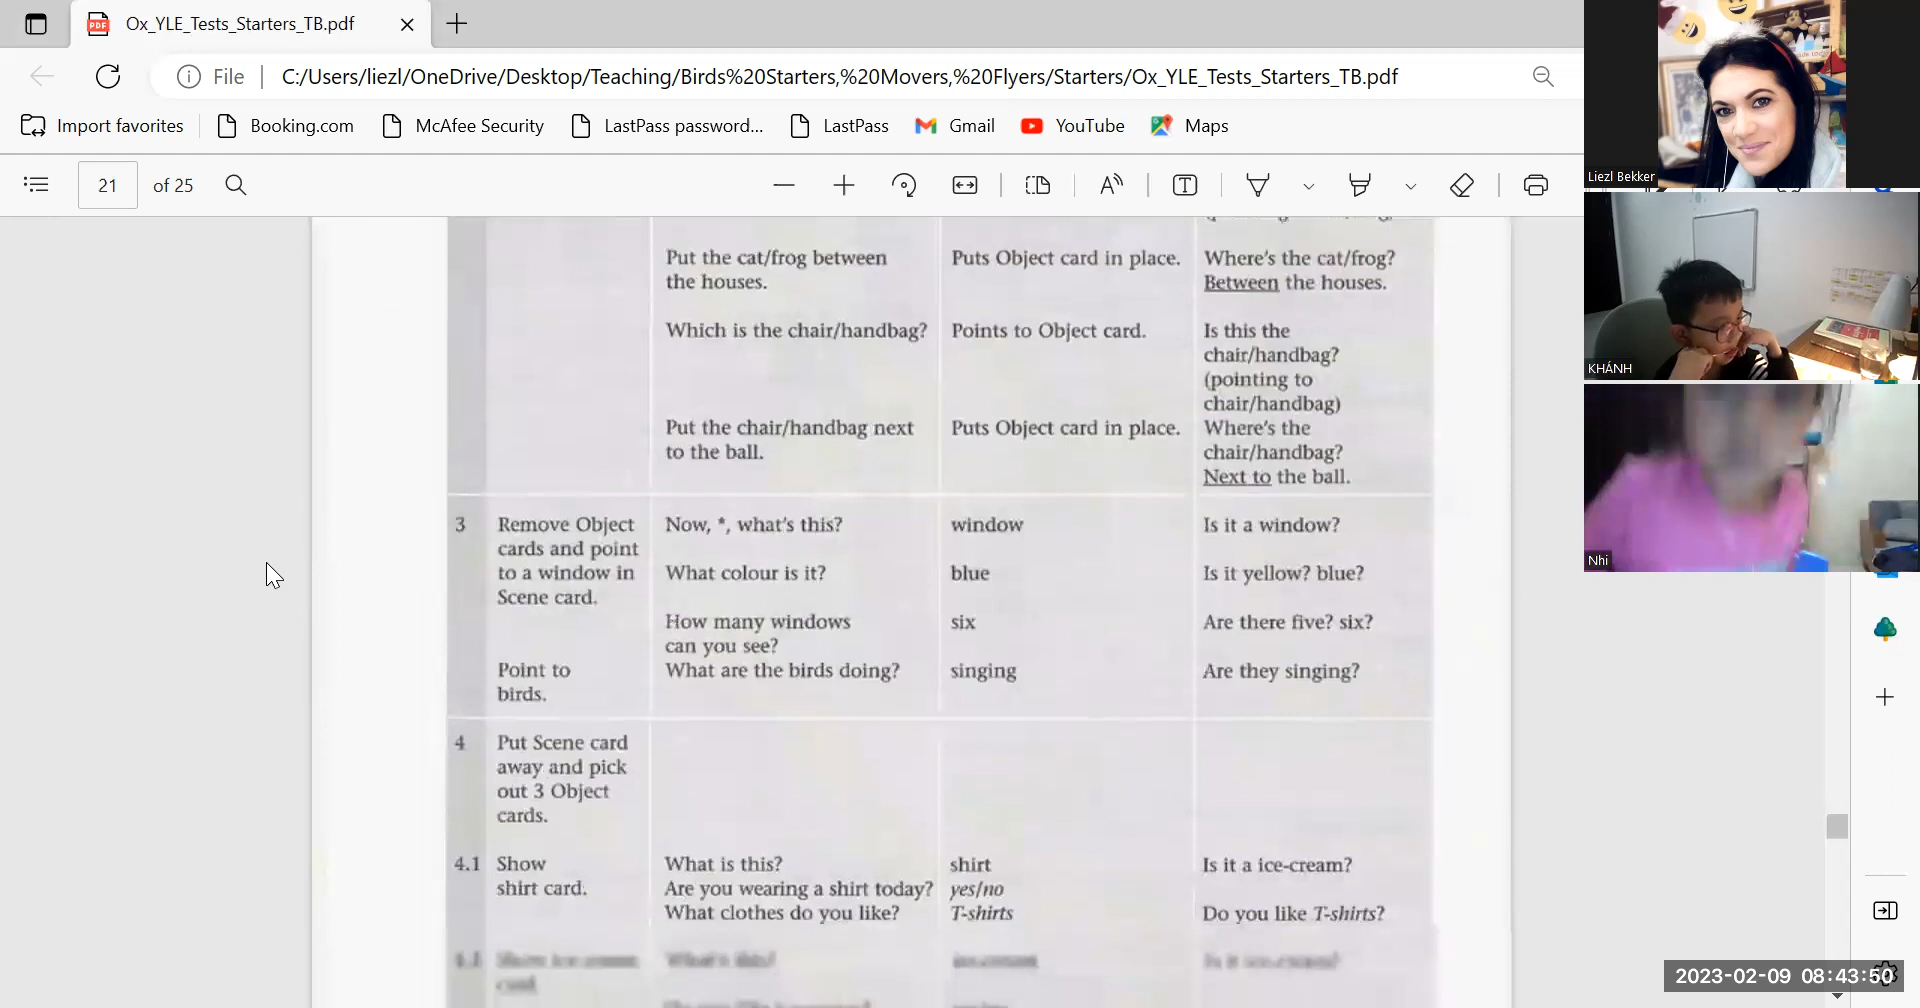 Ox_YLE_Tests_Starters_TB.pdf
File
C:/Users/liezl/OneDrive/Desktop/Teaching/Birds%20Starters,%20Movers,%20Flyers/Starters/Ox_YLE_Tests_Starters_TB.pdf
Import favorites
Booking.com
McAfee Security
LastPass password...
LastPass
Gmail
YouTube
Maps
21 of 25
Liezl Bekker
KHÁNH
Nhi
Put the cat/frog between
the houses.
Puts Object card in place.
Where's the cat/frog?
Between the houses.
Which is the chair/handbag?
Points to Object card.
Is this the
chair/handbag?
(pointing to
chair/handbag)
Put the chair/handbag next
to the ball.
Puts Object card in place.
Where's the
chair/handbag?
Next to the ball.
3
Remove Object
cards and point
to a window in
Scene card.
Now, *, what's this?
window
Is it a window?
What colour is it?
blue
Is it yellow? blue?
How many windows
can you see?
six
Are there five? six?
Point to
birds.
What are the birds doing?
singing
Are they singing?
4
Put Scene card
away and pick
out 3 Object
cards.
4.1
Show
shirt card.
What is this?
shirt
Is it a ice-cream?
Are you wearing a shirt today?
yes/no
What clothes do you like?
T-shirts
Do you like T-shirts?
What's this?
2023-02-09 08:43:50